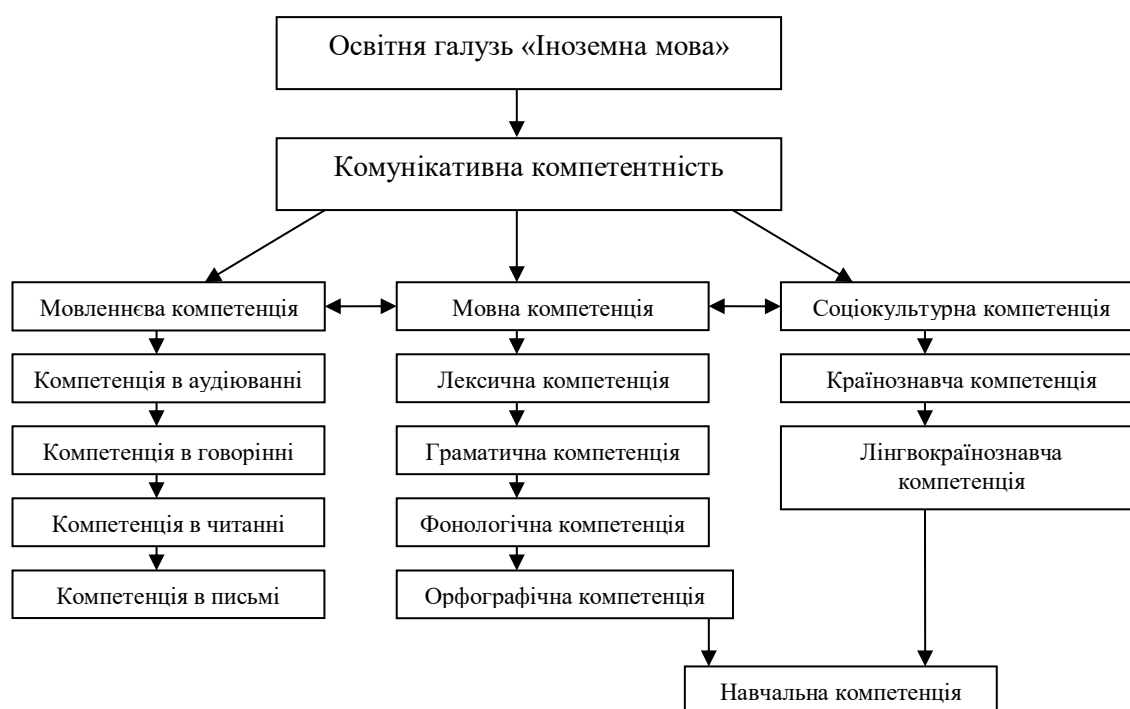 Освітня галузь «Іноземна мова»
Комунікативна компетентність
Мовленнєва компетенція
Мовна компетенція
Соціокультурна компетенція
Компетенція в аудіюванні
Лексична компетенція
Країнознавча компетенція
Компетенція в говорінні
Граматична компетенція
Лінгвокраїнознавча
компетенція
Компетенція в читанні
Фонологічна компетенція
Компетенція в письмі
Орфографічна компетенція
Навчальна компетенція